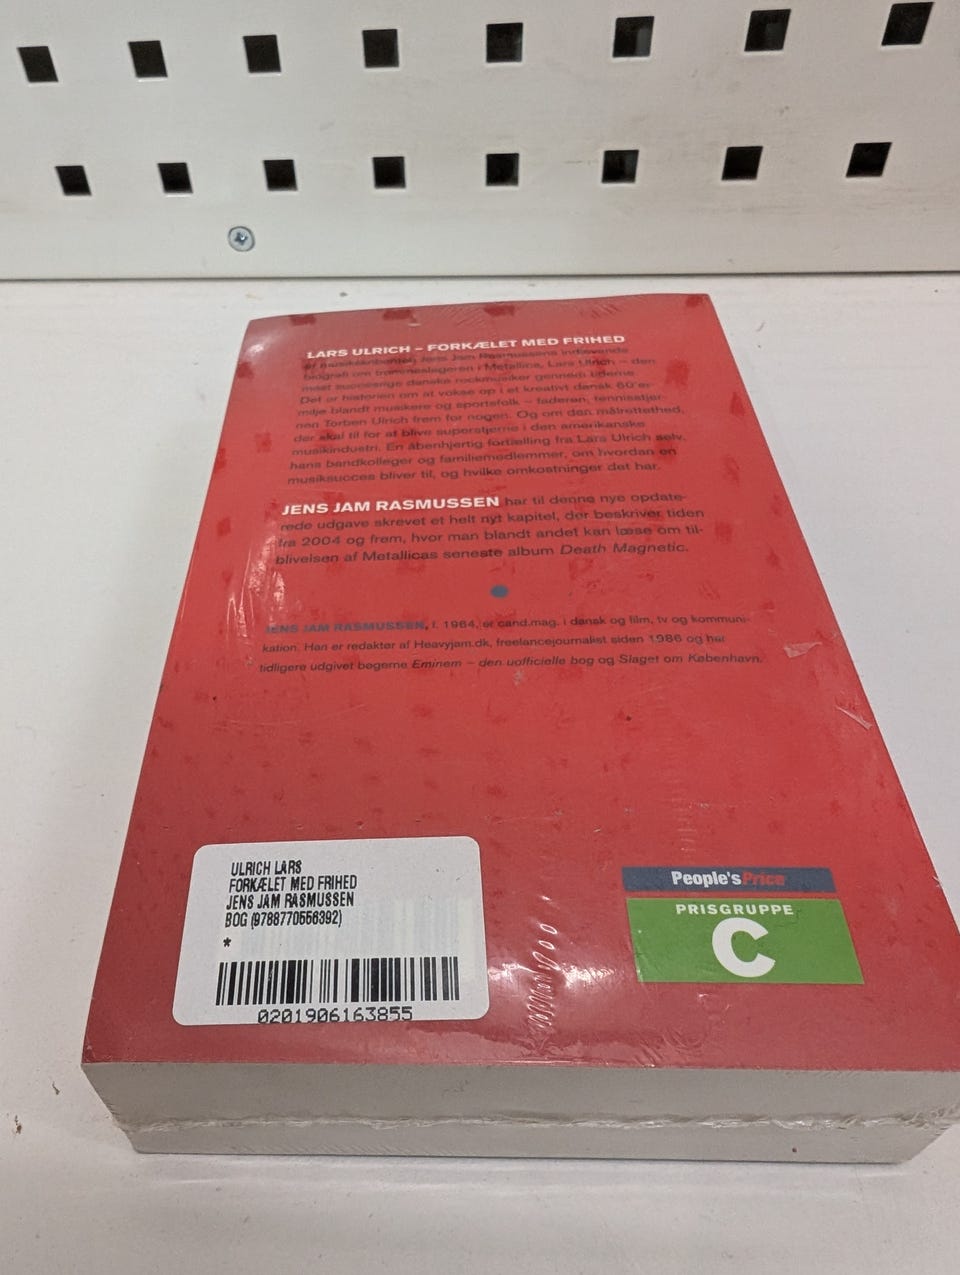 LARS ULRICH – FORKÆLET MED FRIHED
af musikskribenten Jens Jam Rasmussens indlevende
biografi om trommeslageren i Metallica, Lars Ulrich – den
mest succesrige danske rockmusiker gennem tiderne.
Det er historien om at vokse op i et kreativt dansk 60'er-
miljø blandt musikere og sportsfolk – faderen, tennisstjer-
nen Torben Ulrich frem for nogen. Og om den målrettethed,
der skal til for at blive superstjerne i den amerikanske
musikindustri. En åbenhjertig fortælling fra Lars Ulrich selv,
hans bandkolleger og familiemedlemmer, om hvordan en
musiksucces bliver til, og hvilke omkostninger det har.
JENS JAM RASMUSSEN har til denne nye opdate-
rede udgave skrevet et helt nyt kapitel, der beskriver tiden
fra 2004 og frem, hvor man blandt andet kan læse om til-
blivelsen af Metallicas seneste album Death Magnetic.
JENS JAM RASMUSSEN, f. 1964, er cand.mag. i dansk og film, tv og kommuni-
kation. Han er redaktør af Heavyjam.dk, freelancejournalist siden 1986 og har
tidligere udgivet bøgerne Eminem – den uofficielle bog og Slaget om København.
ULRICH LARS
FORKÆLET MED FRIHED
JENS JAM RASMUSSEN
BOG (9788770556392)
*
0201906163855
People'sPrice
PRISGRUPPE
C